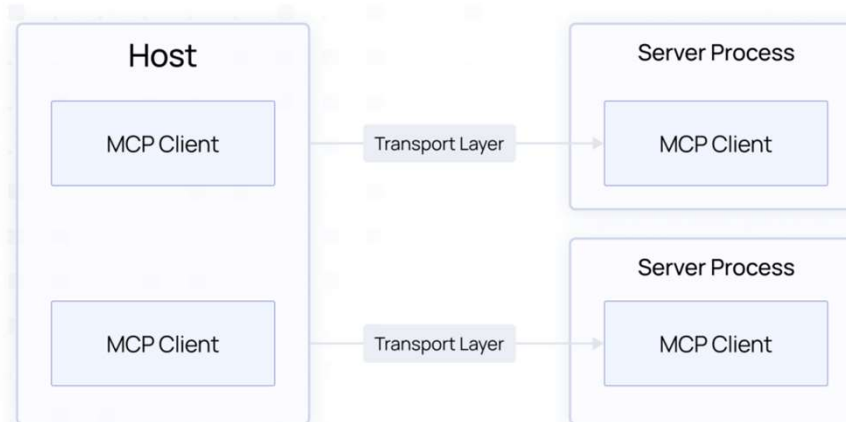 Host
Server Process
MCP Client
Transport Layer
MCP Client
Server Process
MCP Client
Transport Layer
MCP Client